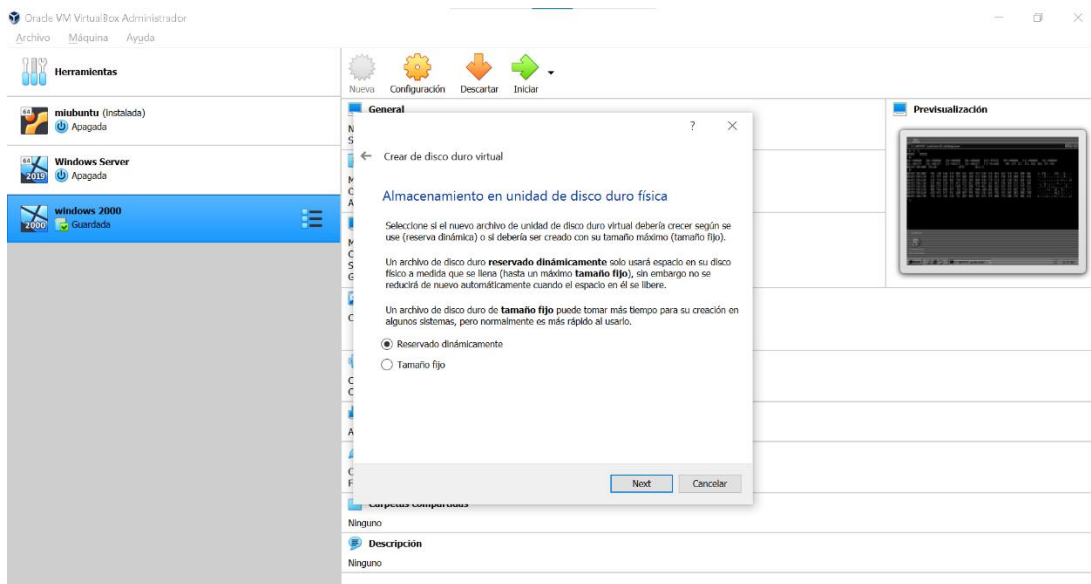 Oracle VM VirtualBox Administrador
Archivo Máquina Ayuda
Herramientas
Nueva Configuración Descartar Iniciar
64
miubuntu (Instalada)
Apagada
64
2019
Windows Server
Apagada
2000
windows 2000
Guardada
General
Previsualización
? ×
← Crear de disco duro virtual
Almacenamiento en unidad de disco duro física
Seleccione si el nuevo archivo de unidad de disco duro virtual debería crecer según se
use (reserva dinámica) o si debería ser creado con su tamaño máximo (tamaño fijo).
Un archivo de disco duro reservado dinámicamente solo usará espacio en su disco
físico a medida que se llena (hasta un máximo tamaño fijo), sin embargo no se
reducirá de nuevo automáticamente cuando el espacio en él se libere.
Un archivo de disco duro de tamaño fijo puede tomar más tiempo para su creación en
algunos sistemas, pero normalmente es más rápido al usarlo.
Reservado dinámicamente
Tamaño fijo
Next Cancelar
Carpetas compartidas
Ninguno
Descripción
Ninguno